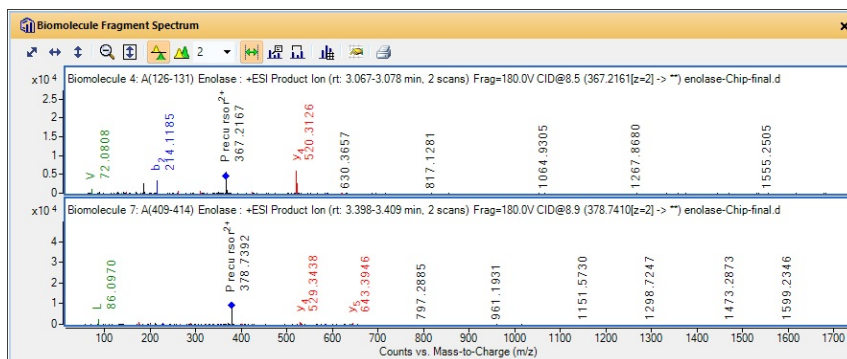 Biomolecule Fragment Spectrum
x
2
x10 4
Biomolecule 4: A(126-131) Enolase : +ESI Product Ion (rt: 3.067-3.078 min, 2 scans) Frag=180.0V CID@8.5 (367.2161[z=2] -> **) enolase-Chip-final.d
2.5
2
1.5
1
0.5
0
V
72.0808
b2
214.1185
Precursor2+
367.2167
y4
520.3126
630.3657
817.1281
1064.9305
1267.8680
1555.2505
x10 4
Biomolecule 7: A(409-414) Enolase : +ESI Product Ion (rt: 3.398-3.409 min, 2 scans) Frag=180.0V CID@8.9 (378.7410[z=2] -> **) enolase-Chip-final.d
4
3
2
1
0
L
86.0970
Precursor2+
378.7392
y4
529.3438
y5
643.3946
797.2885
961.1931
1151.5730
1298.7247
1473.2873
1599.2346
100 200 300 400 500 600 700 800 900 1000 1100 1200 1300 1400 1500 1600 1700
Counts vs. Mass-to-Charge (m/z)